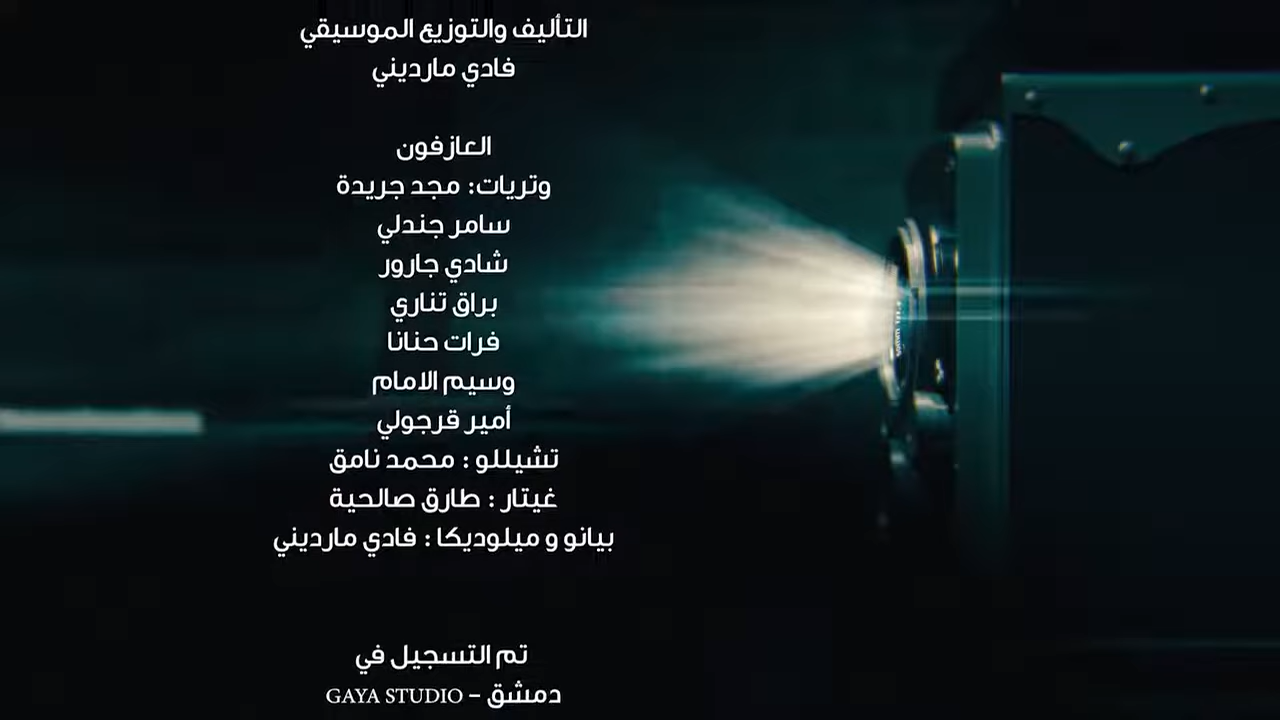 التأليف والتوزيع الموسيقي
فادي مارديني
العازفون
وتريات: مجد جريدة
سامر جندلي
شادي جارور
براق تناري
فرات حنانا
وسيم الامام
أمير قرجولي
تشيللو : محمد نامق
غيتار : طارق صالحية
بيانو و ميلوديكا : فادي مارديني
تم التسجيل في
دمشق – GAYA STUDIO